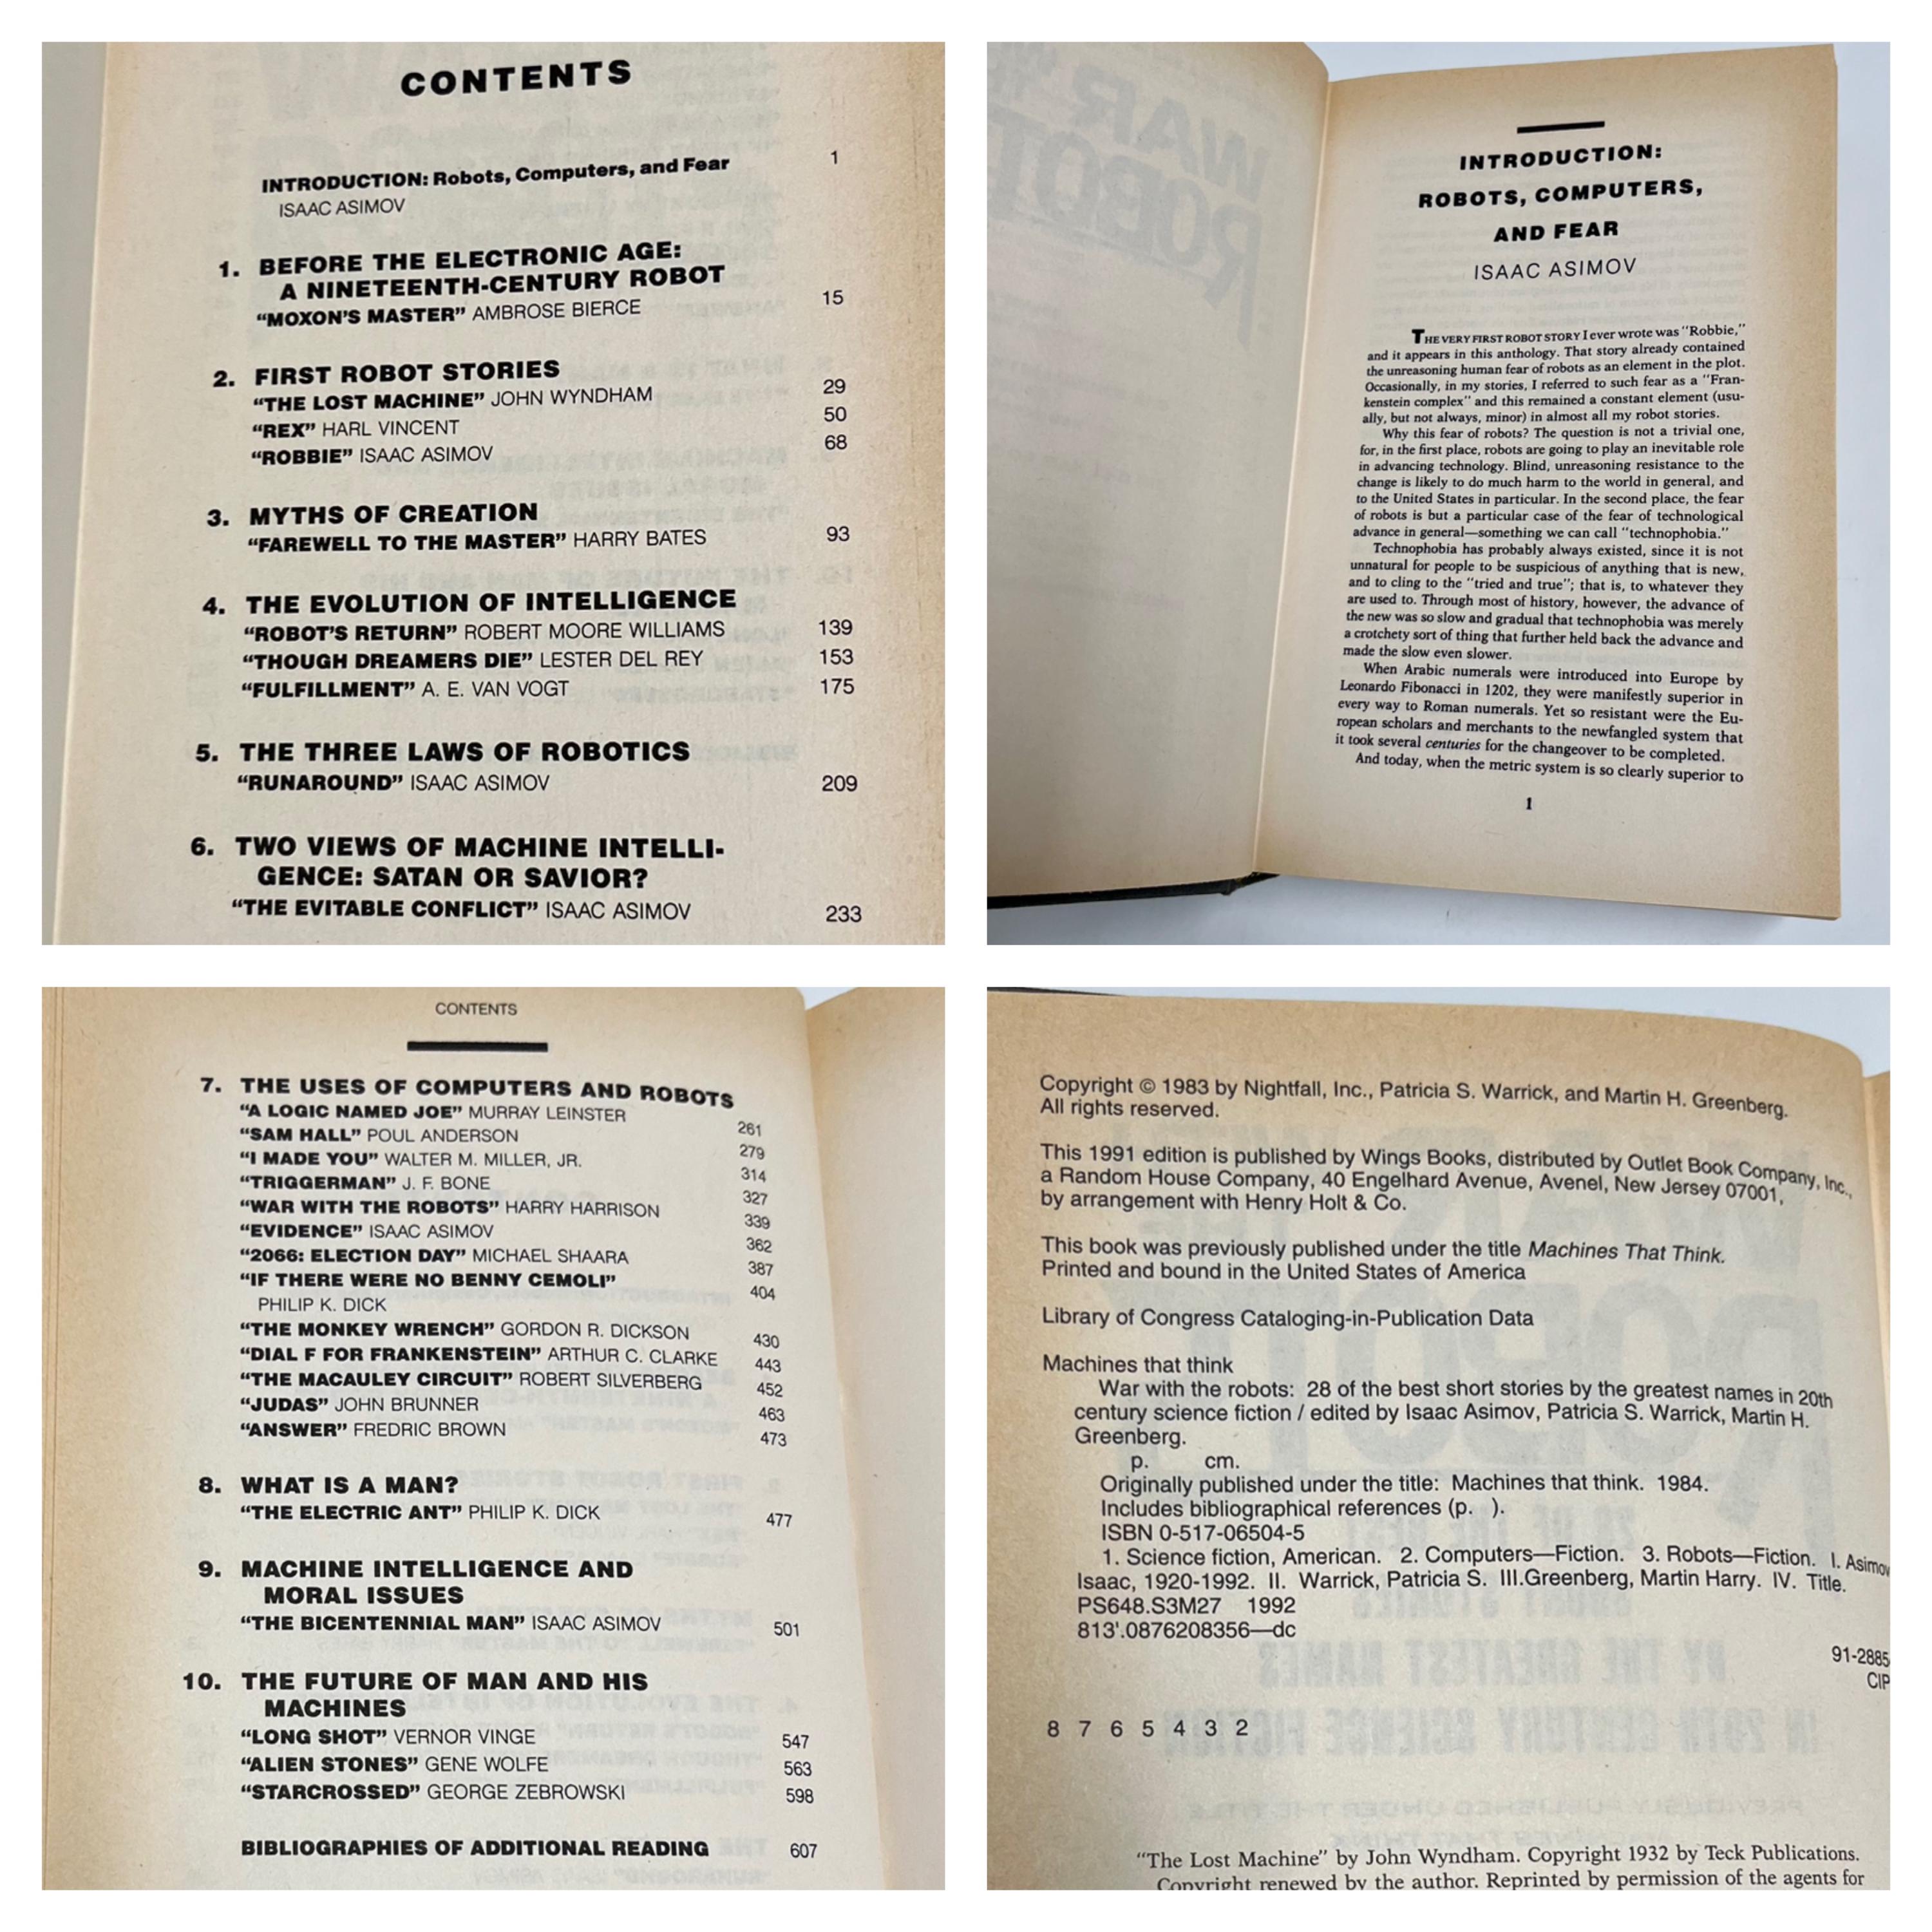 CONTENTS
INTRODUCTION: Robots, Computers, and Fear 1
ISAAC ASIMOV
1. BEFORE THE ELECTRONIC AGE:
A NINETEENTH-CENTURY ROBOT
“MOXON’S MASTER” AMBROSE BIERCE 15
2. FIRST ROBOT STORIES
“THE LOST MACHINE” JOHN WYNDHAM 29
“REX” HARL VINCENT 50
“ROBBIE” ISAAC ASIMOV 68
3. MYTHS OF CREATION
“FAREWELL TO THE MASTER” HARRY BATES 93
4. THE EVOLUTION OF INTELLIGENCE
“ROBOT’S RETURN” ROBERT MOORE WILLIAMS 139
“THOUGH DREAMERS DIE” LESTER DEL REY 153
“FULFILLMENT” A. E. VAN VOGT 175
5. THE THREE LAWS OF ROBOTICS
“RUNAROUND” ISAAC ASIMOV 209
6. TWO VIEWS OF MACHINE INTELLI-
GENCE: SATAN OR SAVIOR?
“THE EVITABLE CONFLICT” ISAAC ASIMOV 233
INTRODUCTION:
ROBOTS, COMPUTERS,
AND FEAR
ISAAC ASIMOV
THE VERY FIRST ROBOT STORY I ever wrote was “Robbie,”
and it appears in this anthology. That story already contained
the unreasoning human fear of robots as an element in the plot.
Occasionally, in my stories, I referred to such fear as a “Fran-
kenstein complex” and this remained a constant element (usu-
ally, but not always, minor) in almost all my robot stories.
Why this fear of robots? The question is not a trivial one,
for, in the first place, robots are going to play an inevitable role
in advancing technology. Blind, unreasoning resistance to the
change is likely to do much harm to the world in general, and
to the United States in particular. In the second place, the fear
of robots is but a particular case of the fear of technological
advance in general—something we can call “technophobia.”
Technophobia has probably always existed, since it is not
unnatural for people to be suspicious of anything that is new,
and to cling to the “tried and true”; that is, to whatever they
are used to. Through most of history, however, the advance of
the new was so slow and gradual that technophobia was merely
a crotchety sort of thing that further held back the advance and
made the slow even slower.
When Arabic numerals were introduced into Europe by
Leonardo Fibonacci in 1202, they were manifestly superior in
every way to Roman numerals. Yet so resistant were the Eu-
ropean scholars and merchants to the newfangled system that
it took several centuries for the changeover to be completed.
And today, when the metric system is so clearly superior to
1
CONTENTS
7. THE USES OF COMPUTERS AND ROBOTS
“A LOGIC NAMED JOE” MURRAY LEINSTER 261
“SAM HALL” POUL ANDERSON 279
“I MADE YOU” WALTER M. MILLER, JR. 314
“TRIGGERMAN” J. F. BONE 327
“WAR WITH THE ROBOTS” HARRY HARRISON 339
“EVIDENCE” ISAAC ASIMOV 362
“2066: ELECTION DAY” MICHAEL SHAARA 387
“IF THERE WERE NO BENNY CEMOLI” 404
PHILIP K. DICK
“THE MONKEY WRENCH” GORDON R. DICKSON 430
“DIAL F FOR FRANKENSTEIN” ARTHUR C. CLARKE 443
“THE MACAULEY CIRCUIT” ROBERT SILVERBERG 452
“JUDAS” JOHN BRUNNER 463
“ANSWER” FREDRIC BROWN 473
8. WHAT IS A MAN?
“THE ELECTRIC ANT” PHILIP K. DICK 477
9. MACHINE INTELLIGENCE AND
MORAL ISSUES
“THE BICENTENNIAL MAN” ISAAC ASIMOV 501
10. THE FUTURE OF MAN AND HIS
MACHINES
“LONG SHOT” VERNOR VINGE 547
“ALIEN STONES” GENE WOLFE 563
“STARCROSSED” GEORGE ZEBROWSKI 598
BIBLIOGRAPHIES OF ADDITIONAL READING 607
Copyright © 1983 by Nightfall, Inc., Patricia S. Warrick, and Martin H. Greenberg.
All rights reserved.
This 1991 edition is published by Wings Books, distributed by Outlet Book Company, Inc.,
a Random House Company, 40 Engelhard Avenue, Avenel, New Jersey 07001,
by arrangement with Henry Holt & Co.
This book was previously published under the title Machines That Think.
Printed and bound in the United States of America
Library of Congress Cataloging-in-Publication Data
Machines that think
War with the robots: 28 of the best short stories by the greatest names in 20th
century science fiction / edited by Isaac Asimov, Patricia S. Warrick, Martin H.
Greenberg.
p. cm.
Originally published under the title: Machines that think. 1984.
Includes bibliographical references (p. ).
ISBN 0-517-06504-5
1. Science fiction, American. 2. Computers—Fiction. 3. Robots—Fiction. I. Asimov
Isaac, 1920-1992. II. Warrick, Patricia S. III.Greenberg, Martin Harry. IV. Title.
PS648.S3M27 1992
813'.0876208356—dc
91-2885
CIP
8 7 6 5 4 3 2
“The Lost Machine” by John Wyndham. Copyright 1932 by Teck Publications.
Copyright renewed by the author. Reprinted by permission of the agents for